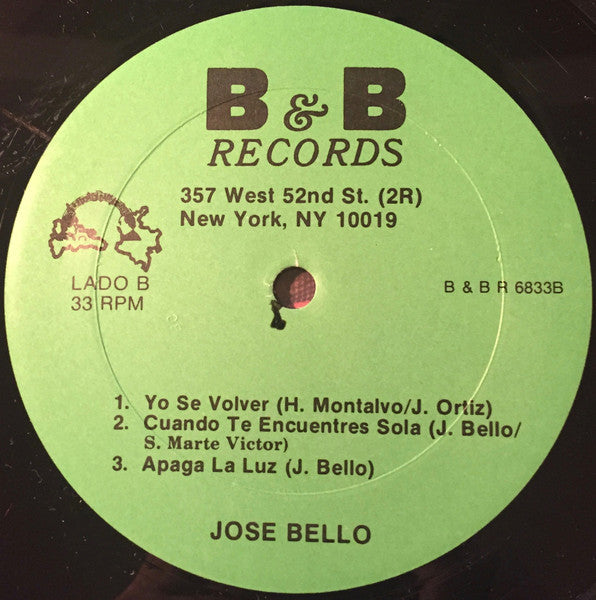 B & B
RECORDS
357 West 52nd St. (2R)
New York, NY 10019
LADO B
33 RPM
B & B R 6833B
1. Yo Se Volver (H. Montalvo/J. Ortiz)
2. Cuando Te Encuentres Sola (J. Bello/
S. Marte Victor)
3. Apaga La Luz (J. Bello)
JOSE BELLO